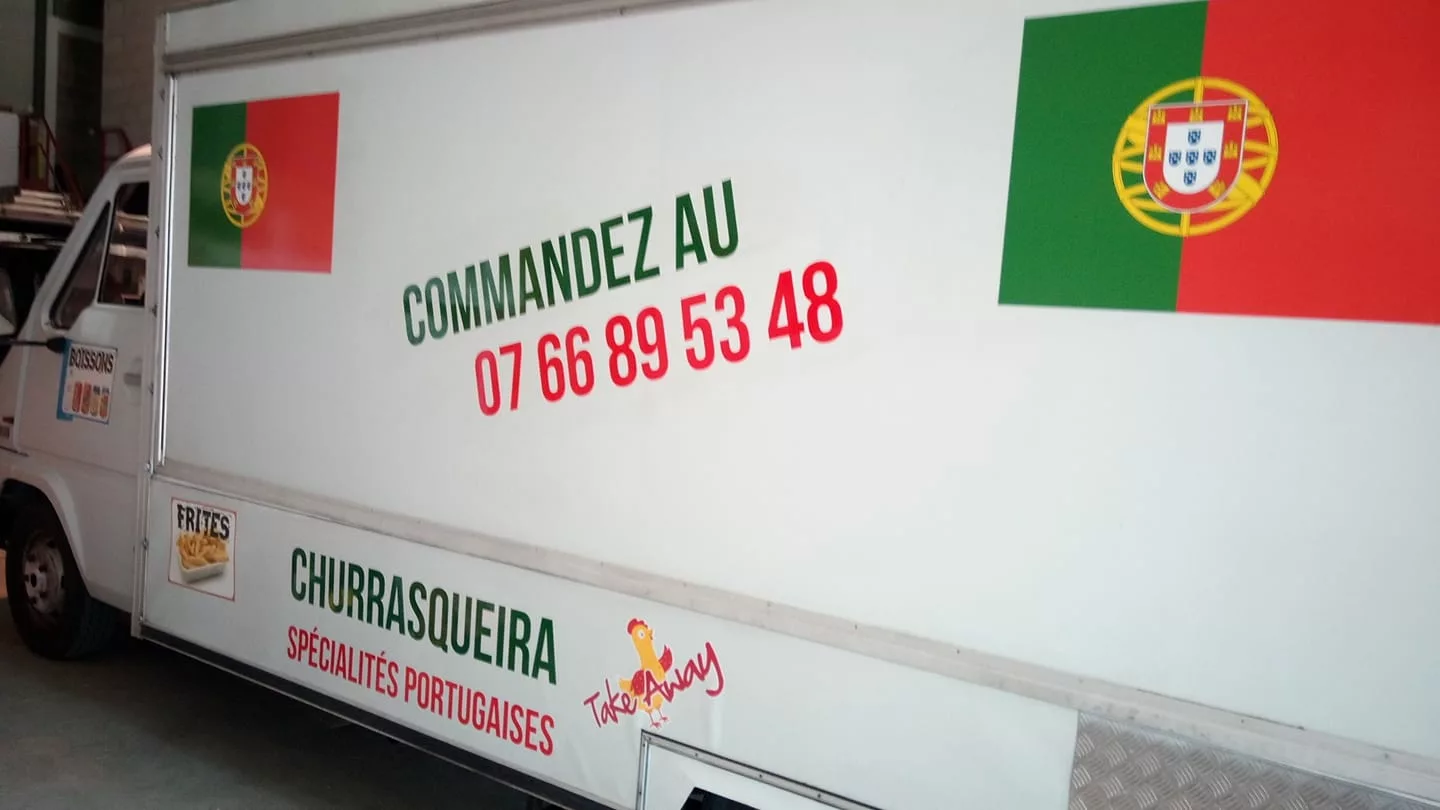 COMMANDEZ AU
07 66 89 53 48
BOISSONS
FRITES
CHURRASQUEIRA
SPÉCIALITÉS PORTUGAISES
Take Away